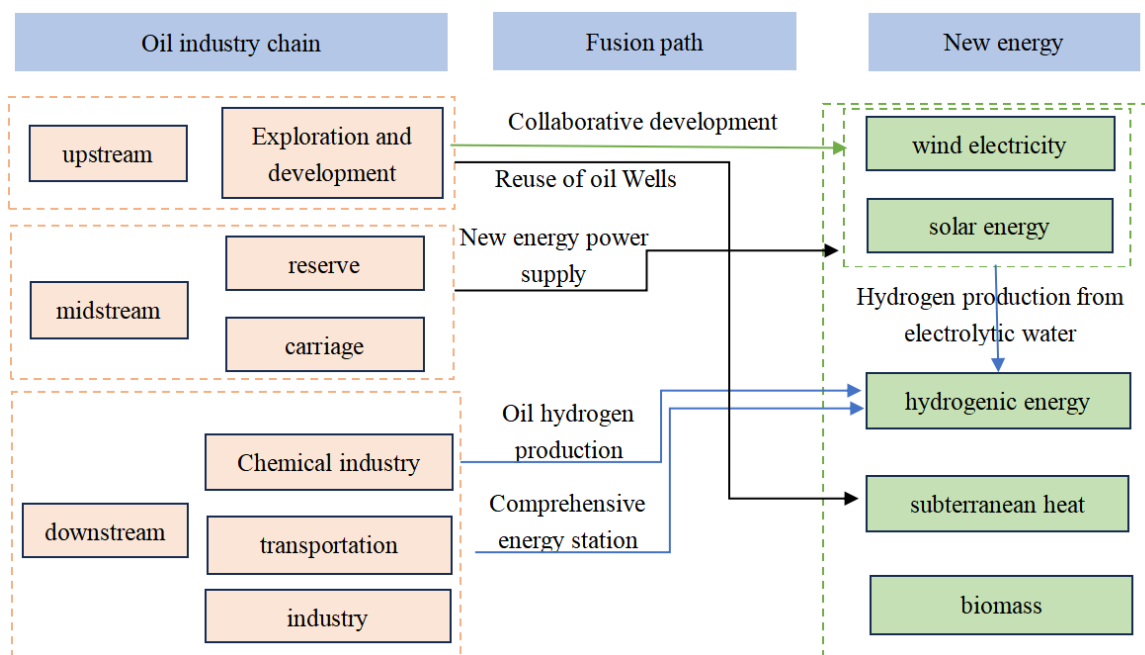 Oil industry chain
Fusion path
New energy
upstream
Exploration and
development
Collaborative development
Reuse of oil Wells
wind electricity
solar energy
midstream
reserve
carriage
New energy power
supply
Hydrogen production from
electrolytic water
hydrogenic energy
downstream
Chemical industry
transportation
industry
Oil hydrogen
production
Comprehensive
energy station
subterranean heat
biomass